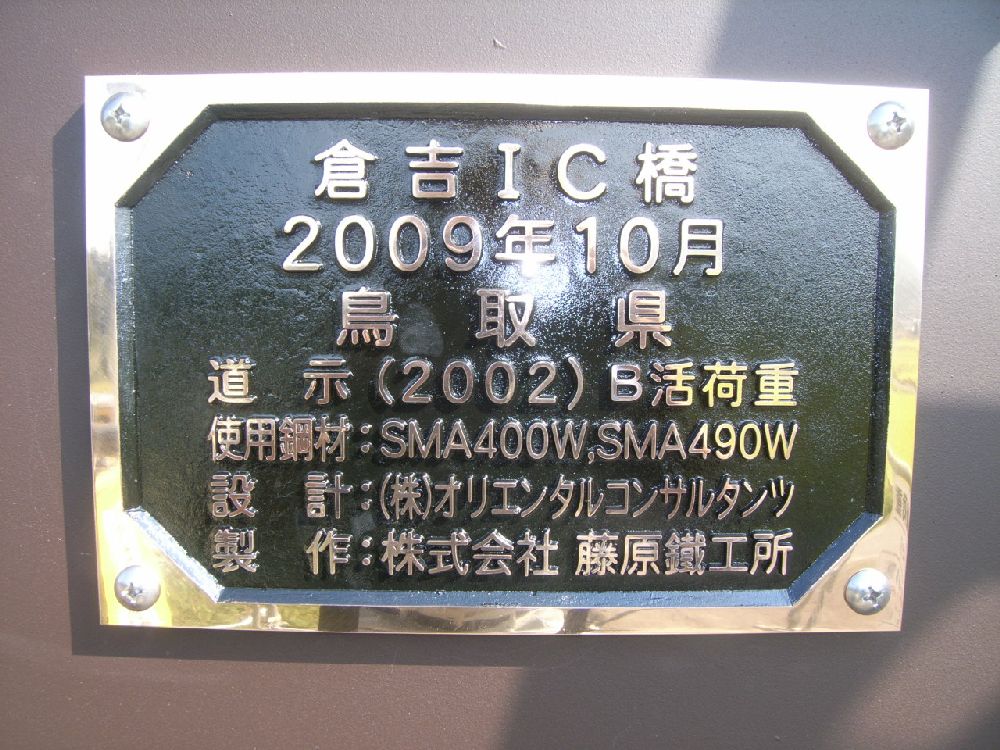 倉吉IC橋
2009年10月
鳥取県
道示(2002)B活荷重
使用鋼材:SMA400W,SMA490W
設計:(株)オリエンタルコンサルタンツ
製作:株式会社 藤原鐵工所